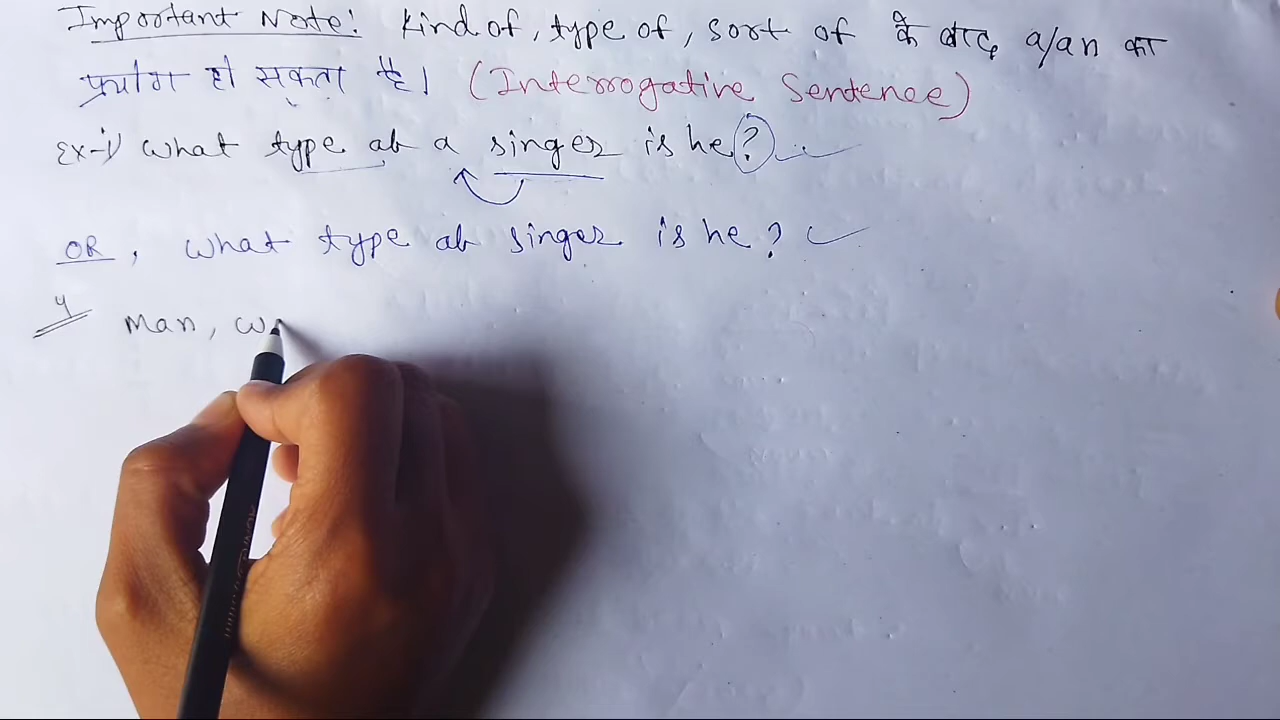 Important Note: Kind of, type of, sort of के बाद a/an का
प्रयोग हो सकता है। (Interrogative Sentence)
Ex-i) What type of a singer is he?
OR, What type of singer is he?
4 Man, w